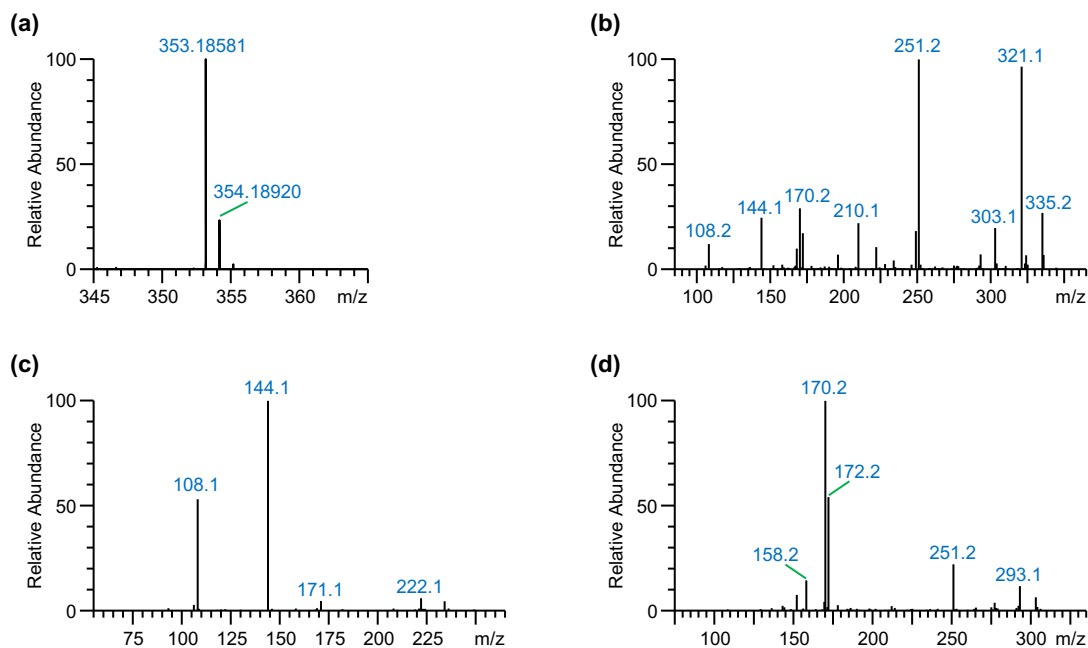 (a)
353.18581
354.18920
Relative Abundance
100
50
0
345 350 355 360 m/z
(b)
251.2
321.1
108.2
144.1
170.2
210.1
303.1
335.2
Relative Abundance
100
50
0
100 150 200 250 300 m/z
(c)
144.1
108.1
171.1
222.1
Relative Abundance
100
50
0
75 100 125 150 175 200 225 m/z
(d)
170.2
172.2
158.2
251.2
293.1
Relative Abundance
100
50
0
100 150 200 250 300 m/z